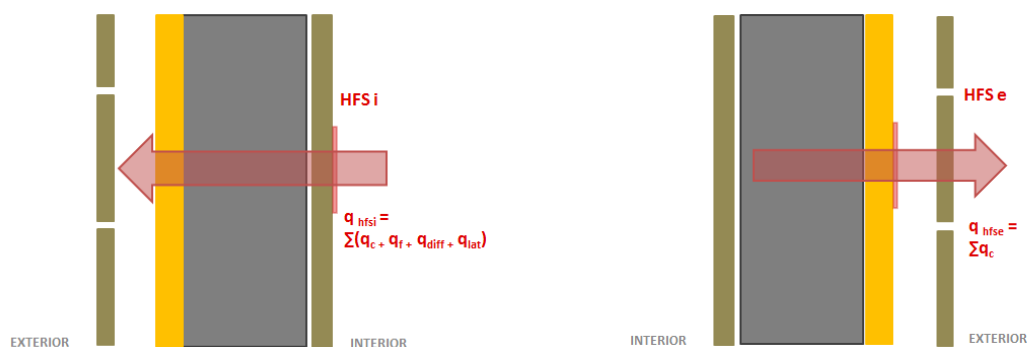 HFS i
q hfsi =
∑(qc + qf + qdiff + qlat)
EXTERIOR
INTERIOR
HFS e
q hfse =
∑qc
INTERIOR
EXTERIOR